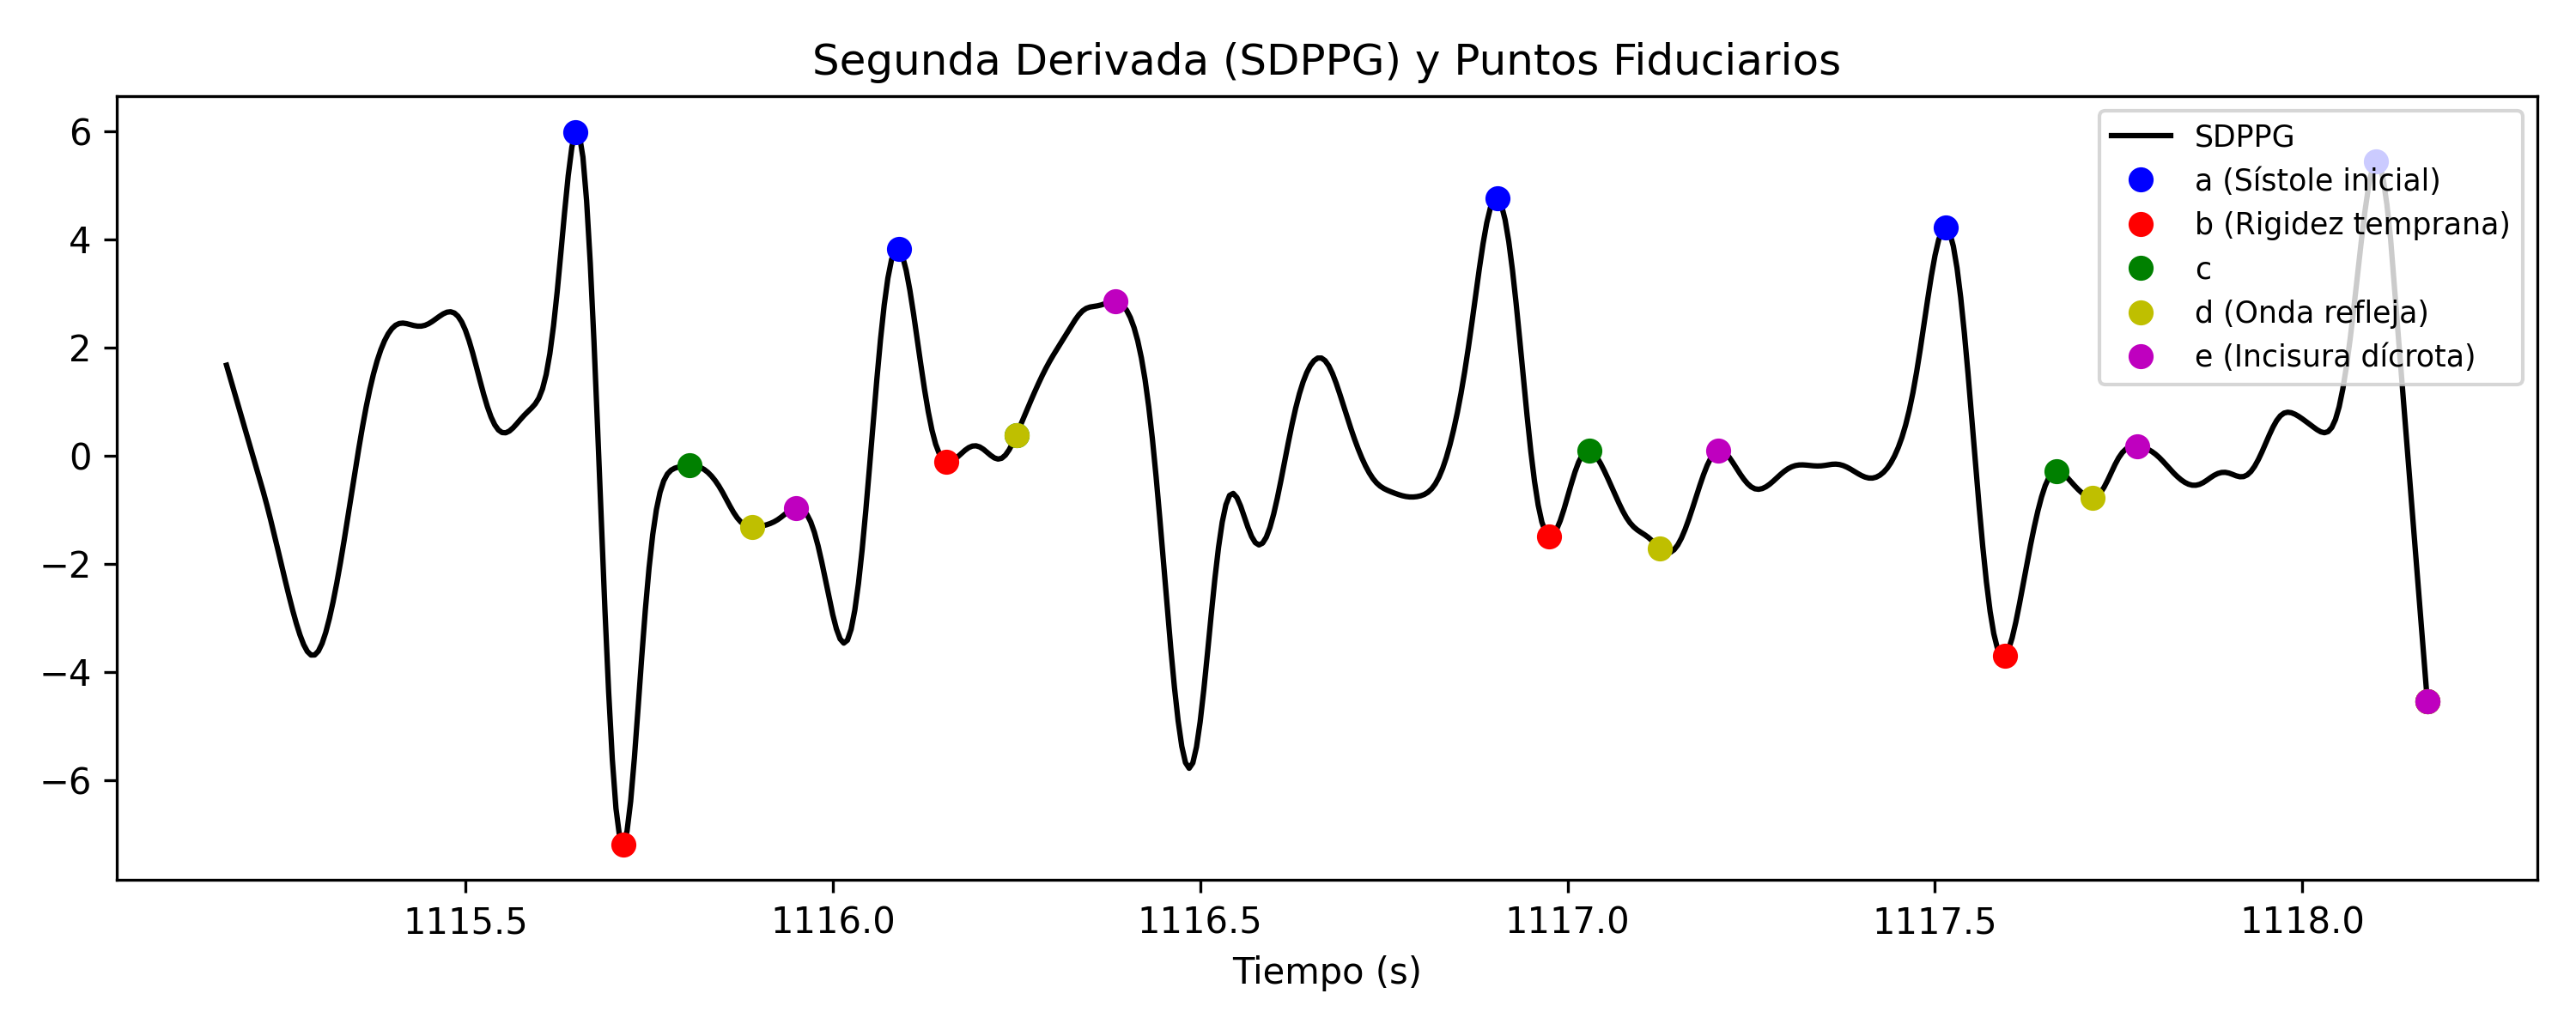 Segunda Derivada (SDPPG) y Puntos Fiduciarios
6
4
2
0
−2
−4
−6
SDPPG
a (Sístole inicial)
b (Rigidez temprana)
c
d (Onda refleja)
e (Incisura dícrota)
1115.5 1116.0 1116.5 1117.0 1117.5 1118.0
Tiempo (s)